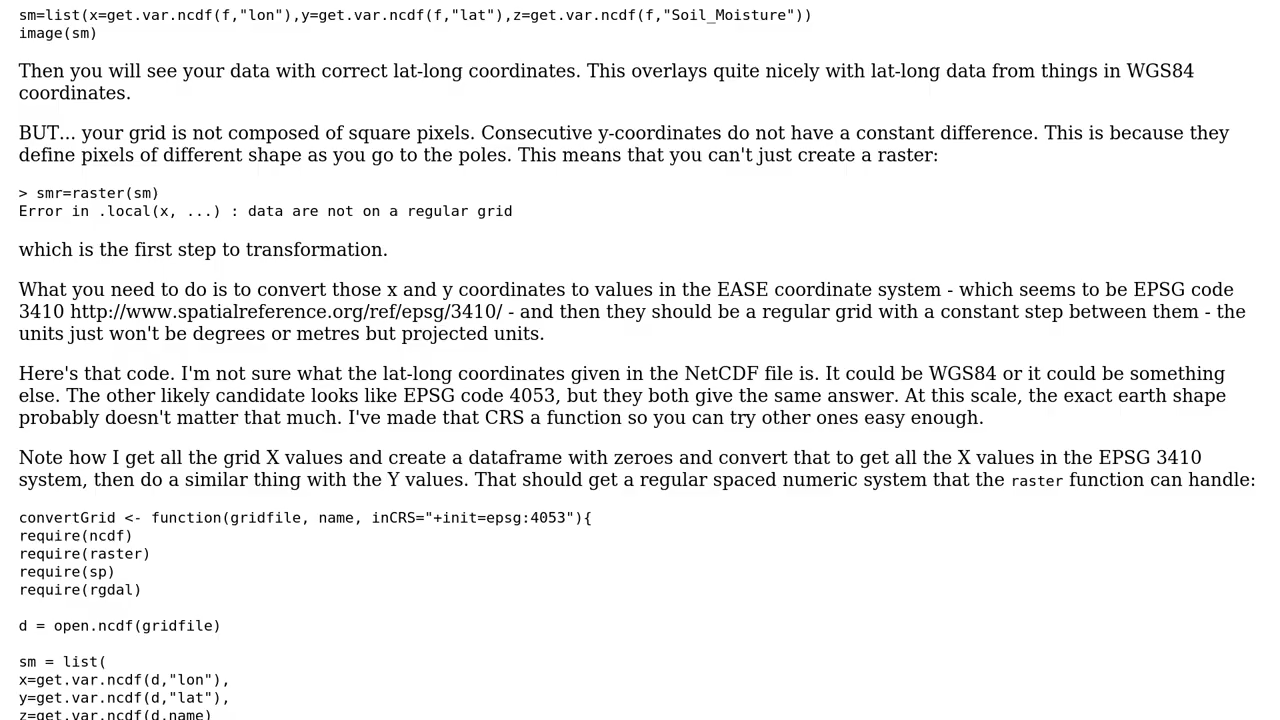 sm=list(x=get.var.ncdf(f,"lon"),y=get.var.ncdf(f,"lat"),z=get.var.ncdf(f,"Soil_Moisture"))
image(sm)
Then you will see your data with correct lat-long coordinates. This overlays quite nicely with lat-long data from things in WGS84
coordinates.
BUT... your grid is not composed of square pixels. Consecutive y-coordinates do not have a constant difference. This is because they
define pixels of different shape as you go to the poles. This means that you can't just create a raster:
> smr=raster(sm)
Error in .local(x, ...) : data are not on a regular grid
which is the first step to transformation.
What you need to do is to convert those x and y coordinates to values in the EASE coordinate system - which seems to be EPSG code
3410 http://www.spatialreference.org/ref/epsg/3410/ - and then they should be a regular grid with a constant step between them - the
units just won't be degrees or metres but projected units.
Here's that code. I'm not sure what the lat-long coordinates given in the NetCDF file is. It could be WGS84 or it could be something
else. The other likely candidate looks like EPSG code 4053, but they both give the same answer. At this scale, the exact earth shape
probably doesn't matter that much. I've made that CRS a function so you can try other ones easy enough.
Note how I get all the grid X values and create a dataframe with zeroes and convert that to get all the X values in the EPSG 3410
system, then do a similar thing with the Y values. That should get a regular spaced numeric system that the raster function can handle:
convertGrid <- function(gridfile, name, inCRS="+init=epsg:4053"){
require(ncdf)
require(raster)
require(sp)
require(rgdal)
d = open.ncdf(gridfile)
sm = list(
x=get.var.ncdf(d,"lon"),
y=get.var.ncdf(d,"lat"),
z=get.var.ncdf(d,name)